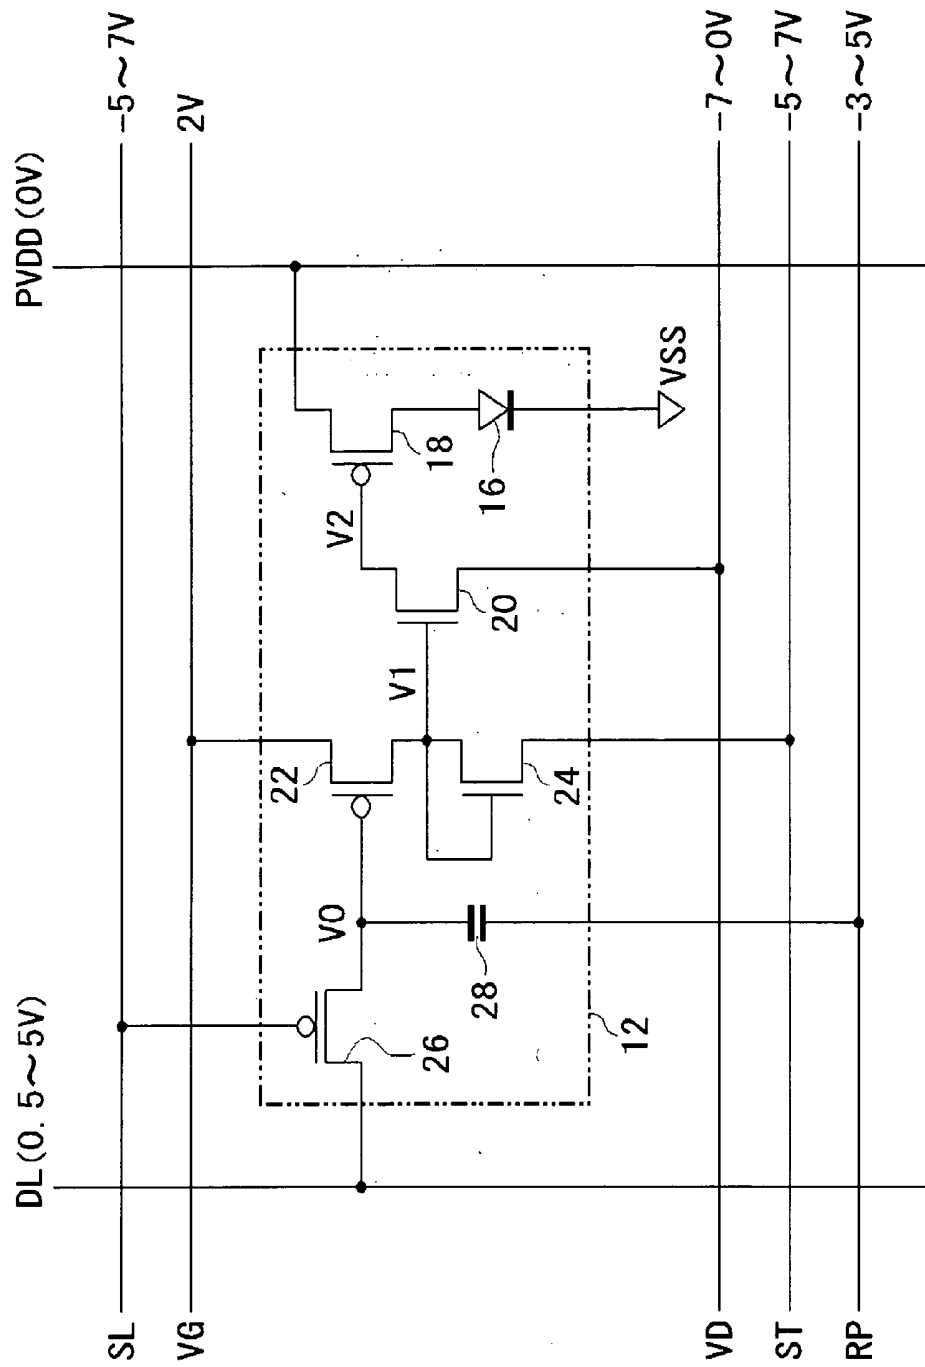 DL(0. 5～5V)
PVDD(0V)
SL
-5～7V
VG
2V
V0
V1
V2
22
18
26
28
24
20
16
12
VSS
VD
-7～0V
ST
-5～7V
RP
-3～5V